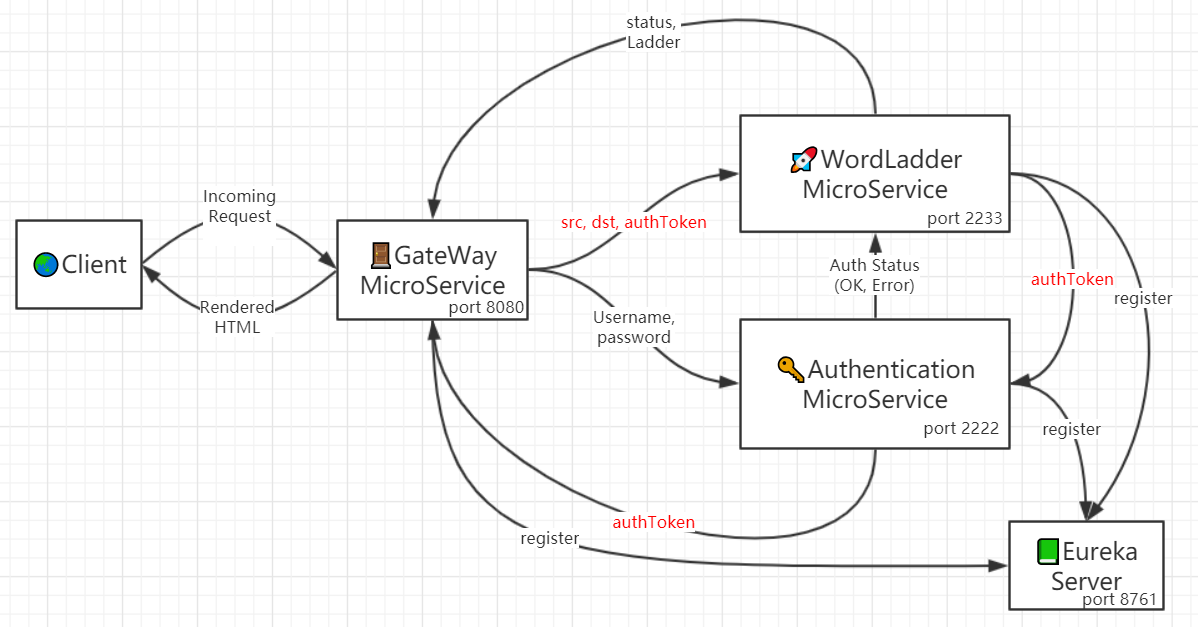 status,
Ladder
WordLadder
MicroService
port 2233
Incoming
Request
src, dst, authToken
Client
GateWay
MicroService
port 8080
Auth Status
(OK, Error)
authToken
register
Rendered
HTML
Username,
password
Authentication
MicroService
port 2222
register
authToken
register
Eureka
Server
port 8761